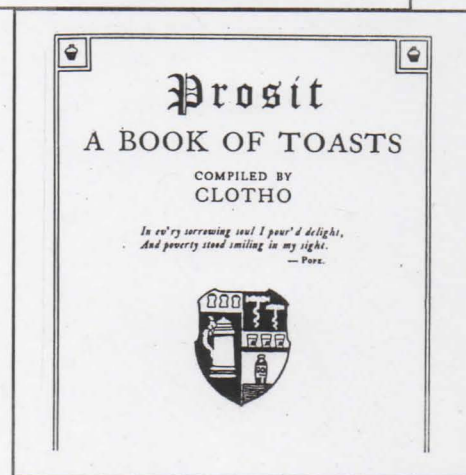 Prosit
A BOOK OF TOASTS
COMPILED BY
CLOTHO
In ev'ry sorrowing soul I pour'd delight,
And poverty stood smiling in my sight.
— Pope.